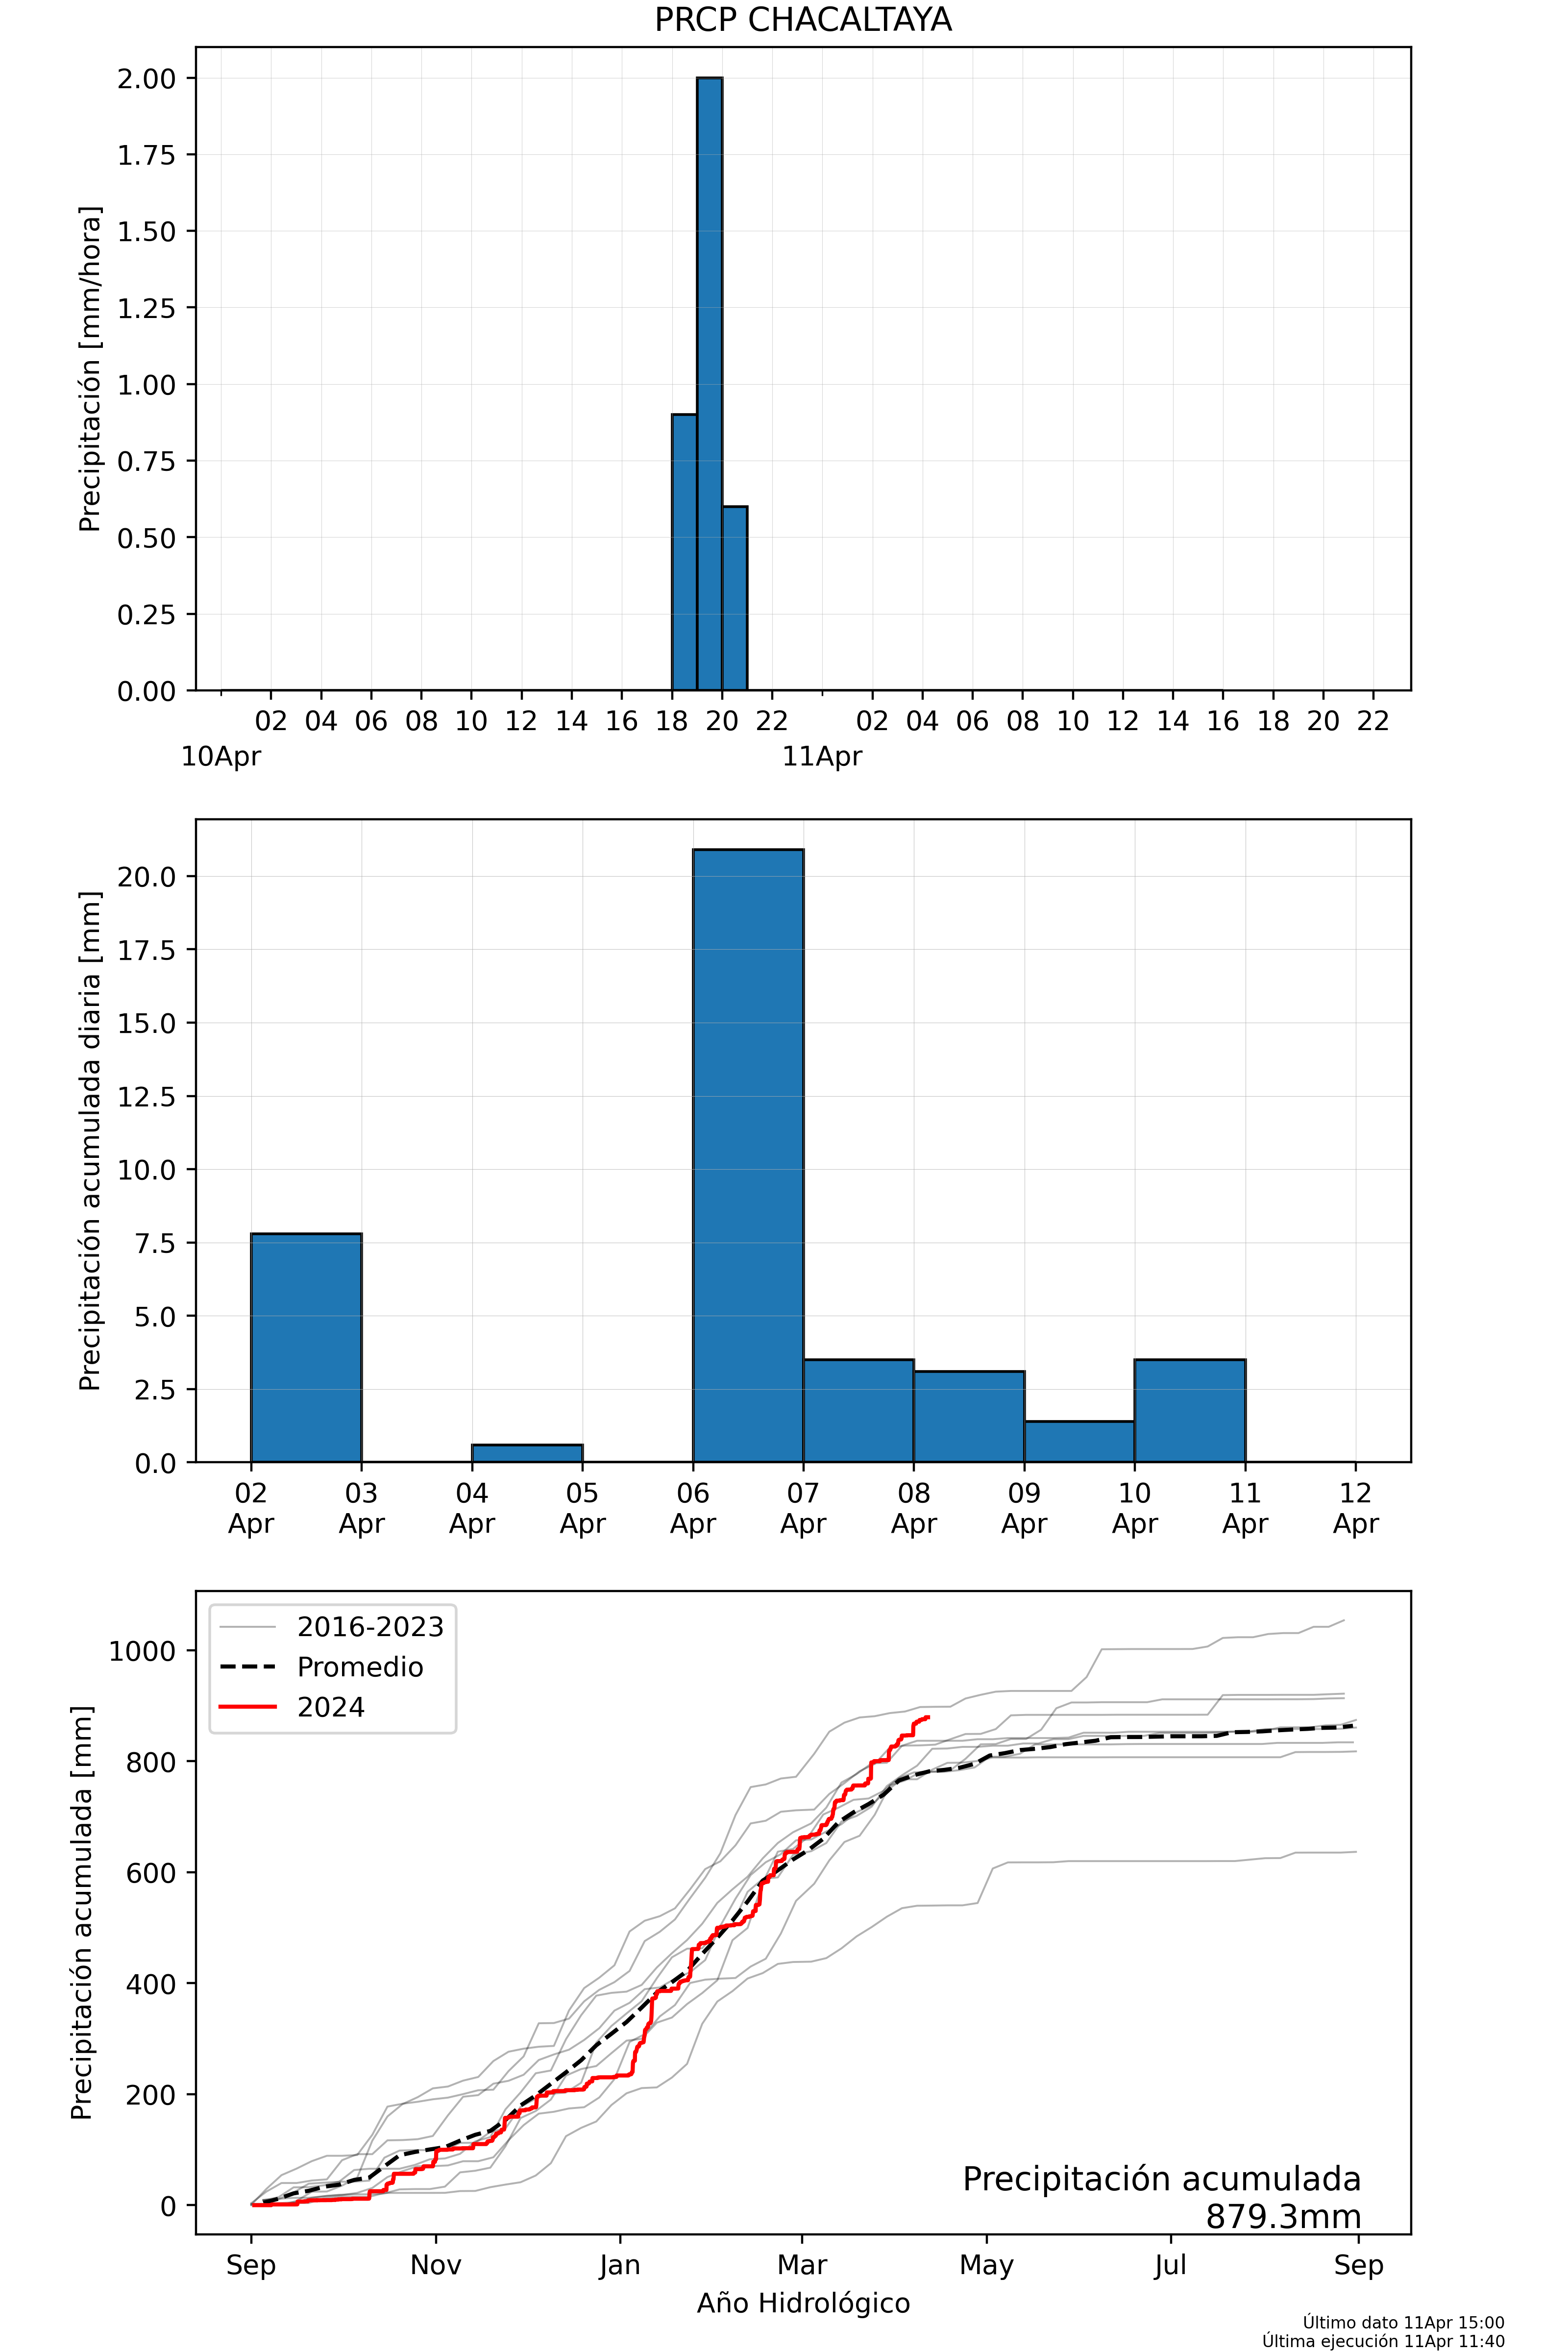 PRCP CHACALTAYA
Precipitación [mm/hora]
2.00
1.75
1.50
1.25
1.00
0.75
0.50
0.25
0.00
02 04 06 08 10 12 14 16 18 20 22 02 04 06 08 10 12 14 16 18 20 22
10Apr 11Apr
Precipitación acumulada diaria [mm]
20.0
17.5
15.0
12.5
10.0
7.5
5.0
2.5
0.0
02 03 04 05 06 07 08 09 10 11 12
Apr Apr Apr Apr Apr Apr Apr Apr Apr Apr Apr
Precipitación acumulada [mm]
1000
800
600
400
200
0
2016-2023
Promedio
2024
Precipitación acumulada
879.3mm
Sep Nov Jan Mar May Jul Sep
Año Hidrológico
Último dato 11Apr 15:00
Última ejecución 11Apr 11:40